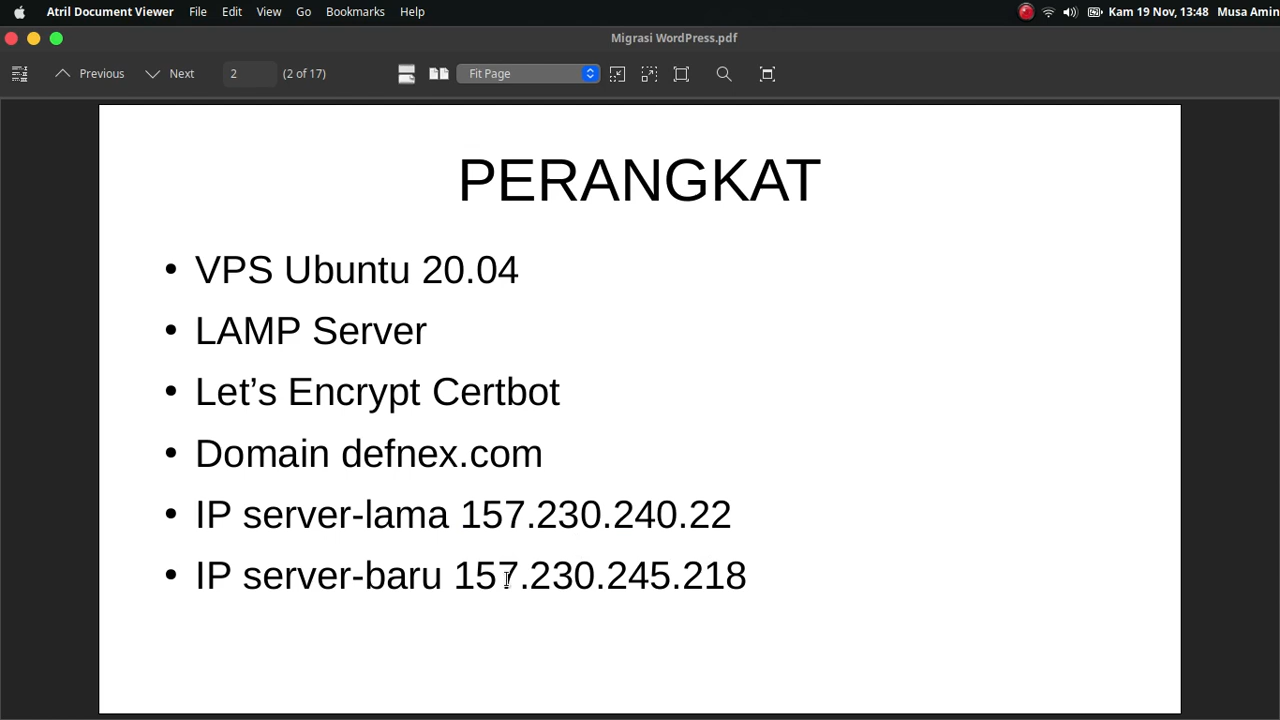 Atril Document Viewer File Edit View Go Bookmarks Help Kam 19 Nov, 13:48 Musa Amin
Migrasi WordPress.pdf
Previous Next 2 (2 of 17) Fit Page
PERANGKAT
• VPS Ubuntu 20.04
• LAMP Server
• Let’s Encrypt Certbot
• Domain defnex.com
• IP server-lama 157.230.240.22
• IP server-baru 157.230.245.218